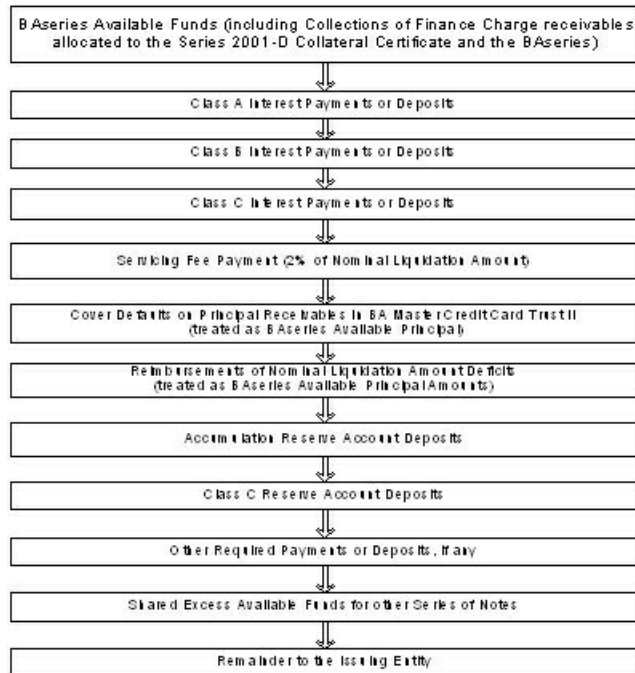 BAseries Available Funds (including Collections of Finance Charge receivables
allocated to the Series 2001-D Collateral Certificate and the BAseries)
Class A Interest Payments or Deposits
Class B Interest Payments or Deposits
Class C Interest Payments or Deposits
Servicing Fee Payment (2% of Nominal Liquidation Amount)
Cover Defaults on Principal Receivables in BA Master Credit Card Trust II
(treated as BAseries Available Principal)
Reimbursements of Nominal Liquidation Amount Deficits
(treated as BAseries Available Principal Amounts)
Accumulation Reserve Account Deposits
Class C Reserve Account Deposits
Other Required Payments or Deposits, if any
Shared Excess Available Funds for other Series of Notes
Remainder to the Issuing Entity